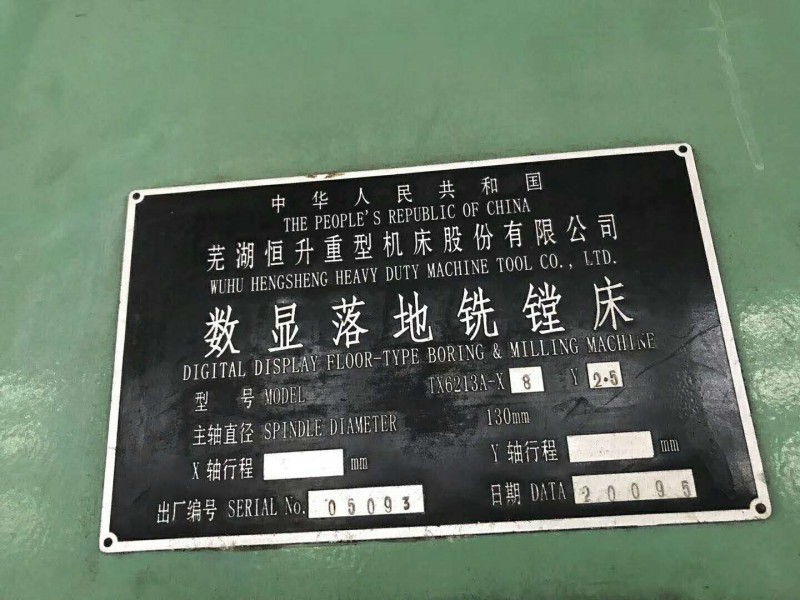 中华人民共和国
THE PEOPLE'S REPUBLIC OF CHINA
芜湖恒升重型机床股份有限公司
WUHU HENGSHENG HEAVY DUTY MACHINE TOOL CO., LTD.
数显落地铣镗床
DIGITAL DISPLAY FLOOR-TYPE BORING & MILLING MACHINE
型 号 MODEL TX6213A-X 8 Y 2.5
主轴直径 SPINDLE DIAMETER 130mm
X 轴行程 mm Y 轴行程 mm
出厂编号 SERIAL No. 05093 日期 DATA 20095